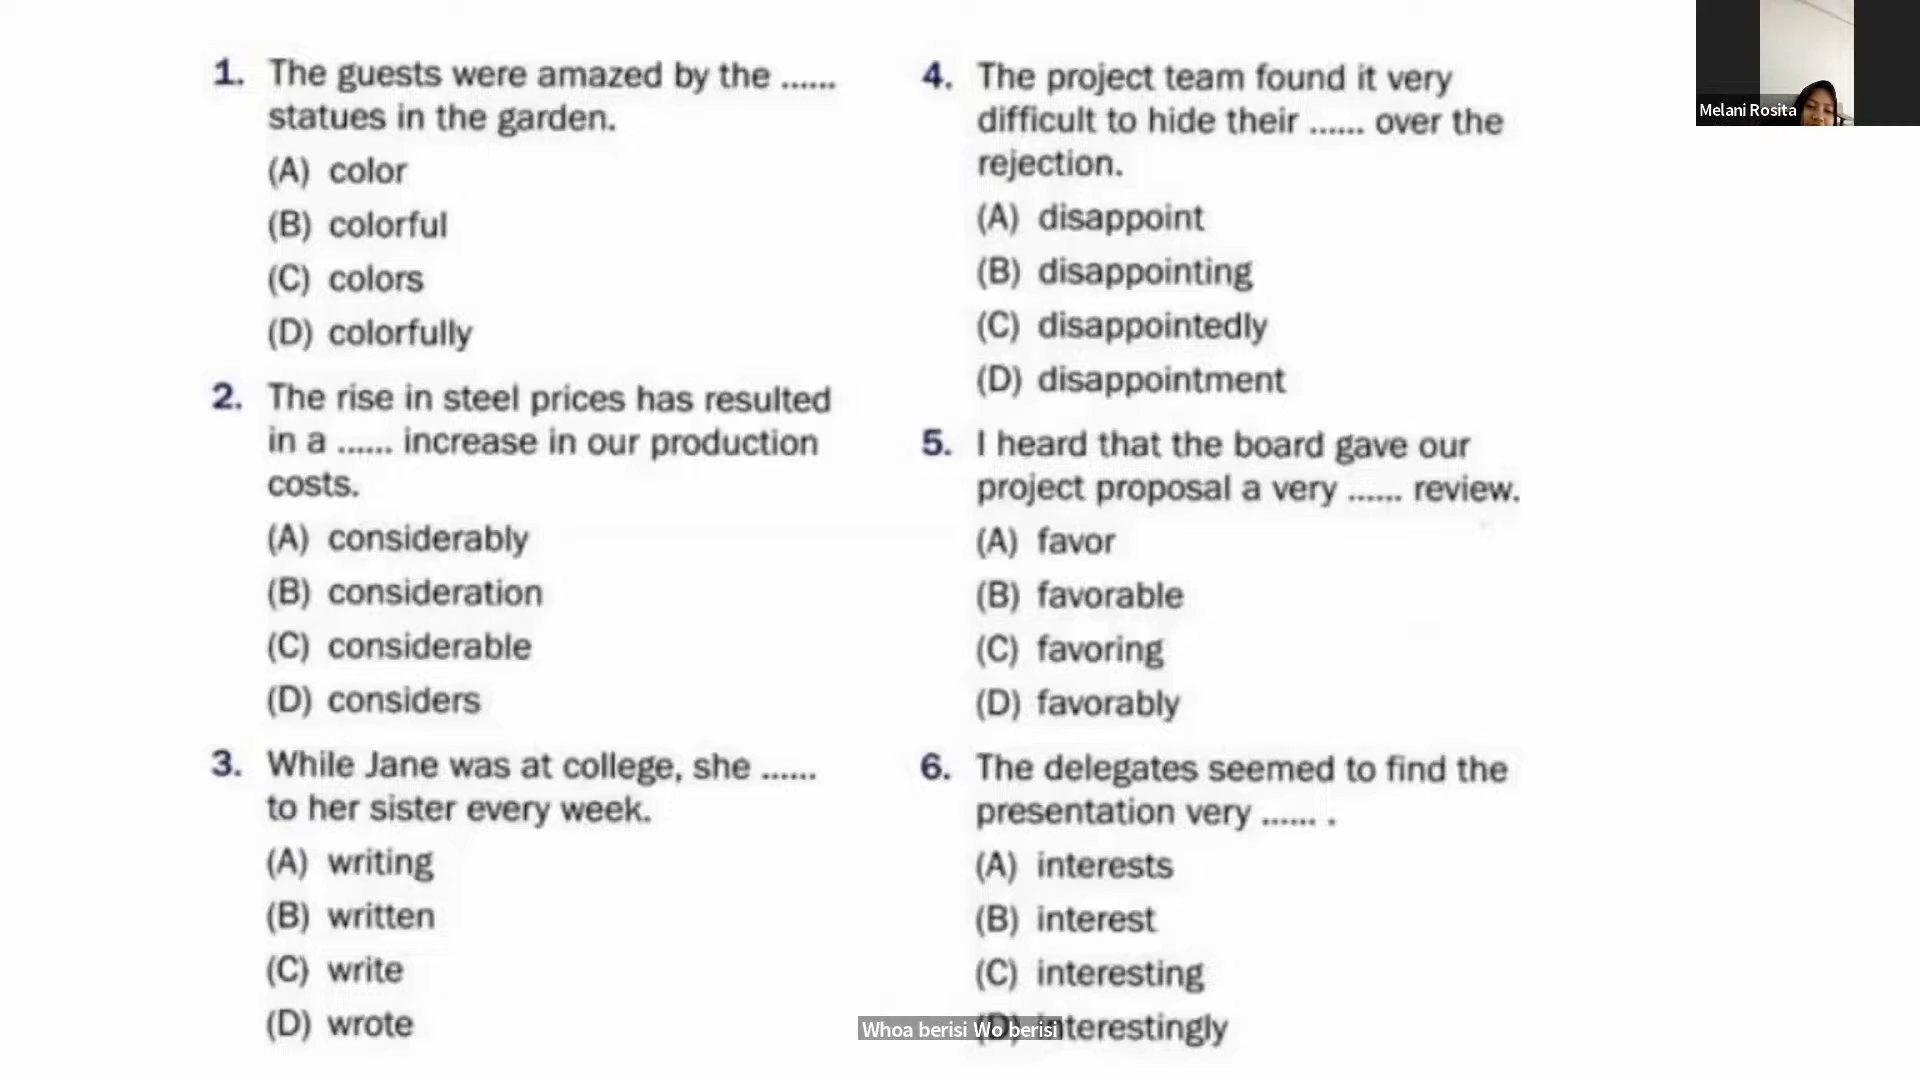 1. The guests were amazed by the ......
statues in the garden.
(A) color
(B) colorful
(C) colors
(D) colorfully
2. The rise in steel prices has resulted
in a ...... increase in our production
costs.
(A) considerably
(B) consideration
(C) considerable
(D) considers
3. While Jane was at college, she ......
to her sister every week.
(A) writing
(B) written
(C) write
(D) wrote
4. The project team found it very
difficult to hide their ...... over the
rejection.
(A) disappoint
(B) disappointing
(C) disappointedly
(D) disappointment
5. I heard that the board gave our
project proposal a very ...... review.
(A) favor
(B) favorable
(C) favoring
(D) favorably
6. The delegates seemed to find the
presentation very ...... .
(A) interests
(B) interest
(C) interesting
(D) interestingly
Whoa berisi Wo berisi
Melani Rosita